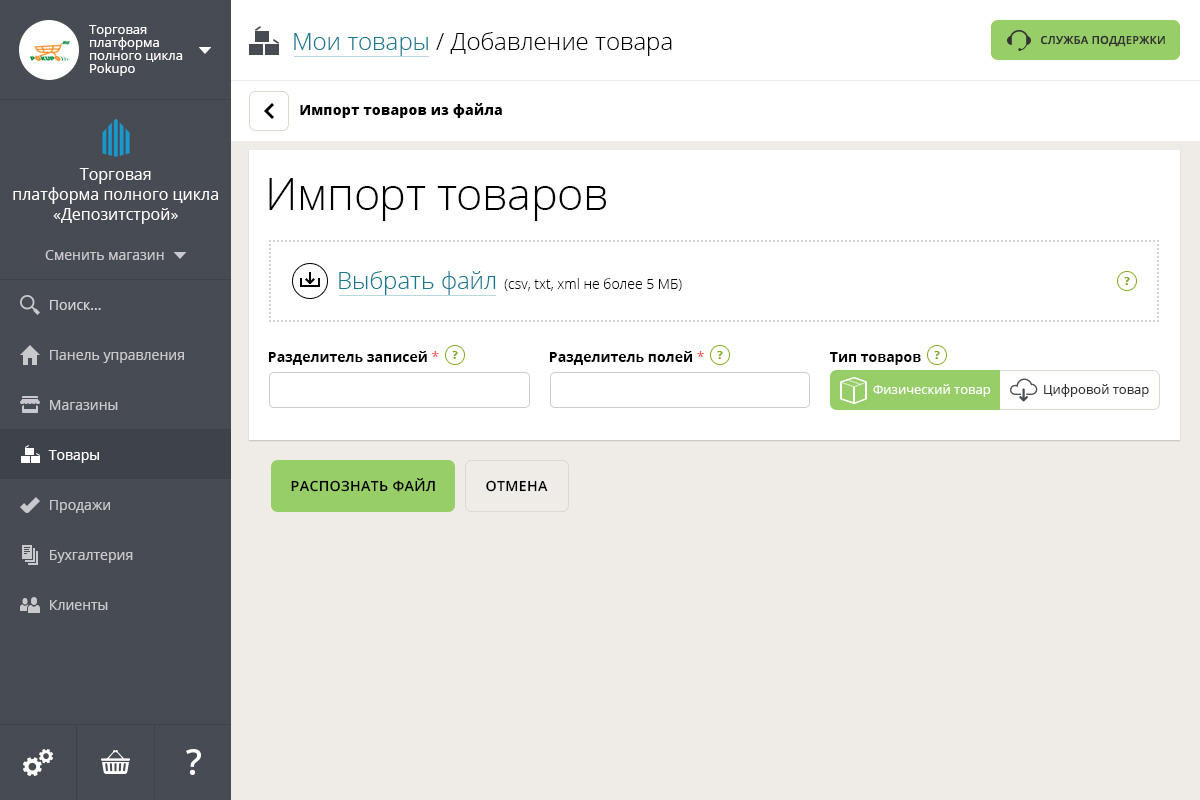 Торговая
платформа
полного цикла
Pokupo
POKUPO
Торговая
платформа полного цикла
«Депозитстрой»
Сменить магазин
Поиск...
Панель управления
Магазины
Товары
Продажи
Бухгалтерия
Клиенты
?
Мои товары / Добавление товара
СЛУЖБА ПОДДЕРЖКИ
Импорт товаров из файла
Импорт товаров
Выбрать файл (csv, txt, xml не более 5 МБ) ?
Разделитель записей * ? Разделитель полей * ? Тип товаров ?
Физический товар Цифровой товар
РАСПОЗНАТЬ ФАЙЛ ОТМЕНА